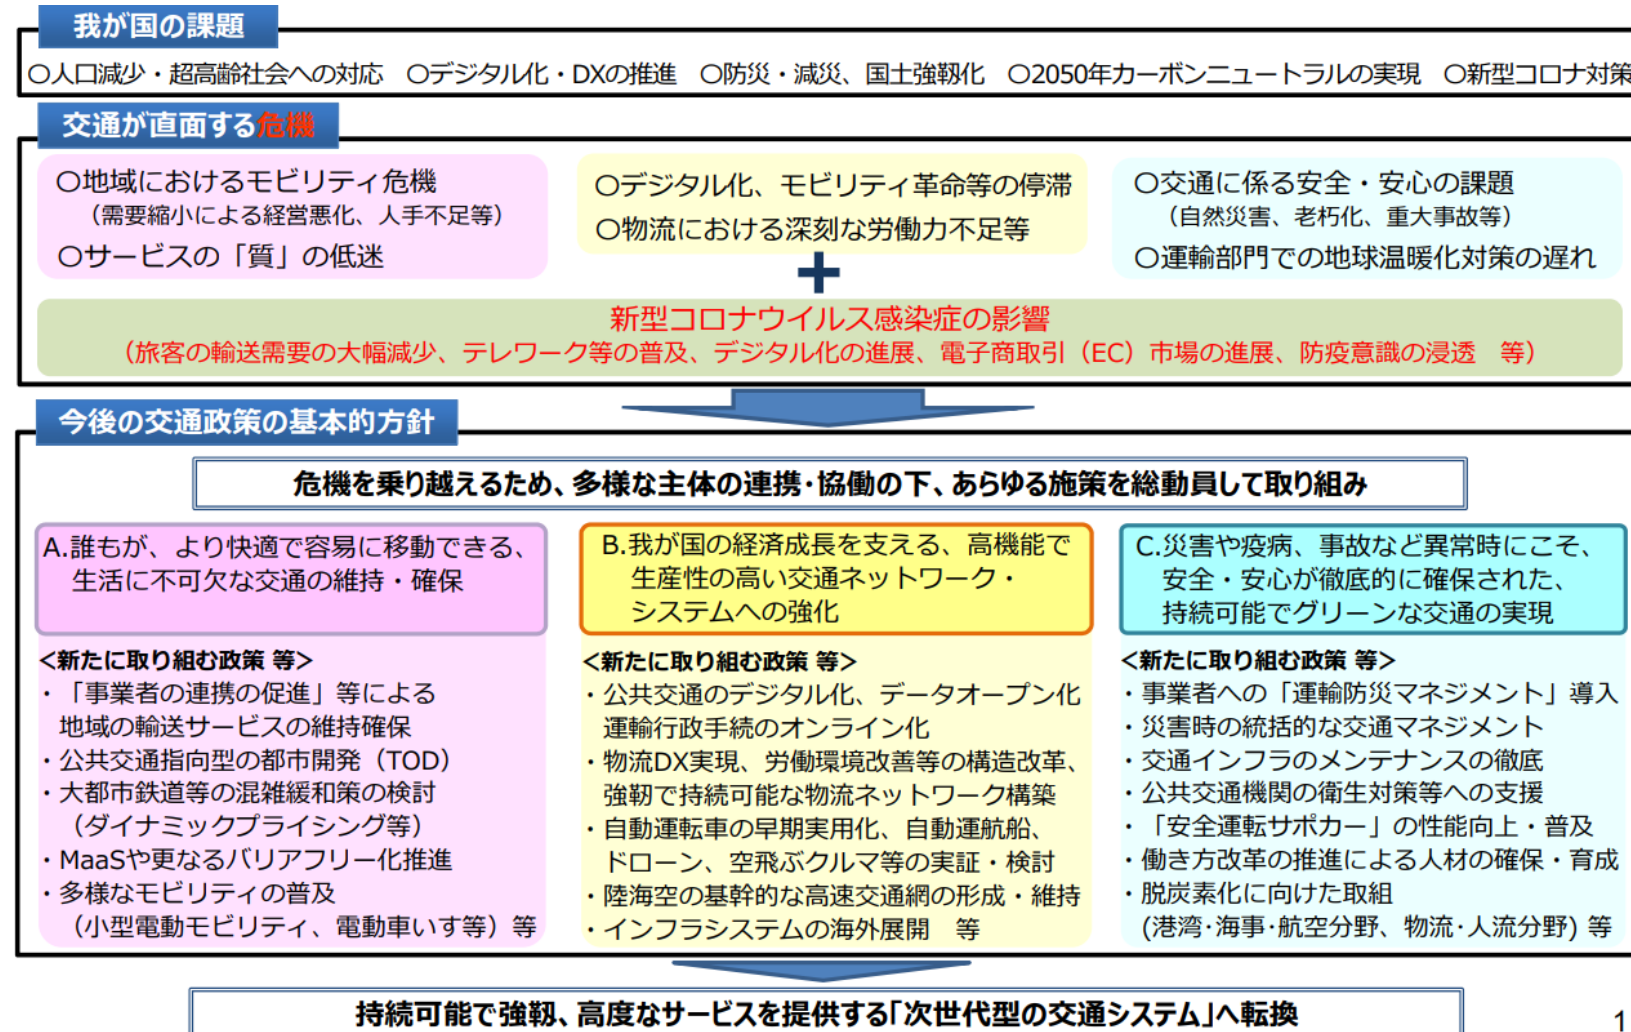 我が国の課題
○人口減少・超高齢社会への対応　○デジタル化・DXの推進　○防災・減災、国土強靱化　○2050年カーボンニュートラルの実現　○新型コロナ対策
交通が直面する危機
○地域におけるモビリティ危機
（需要縮小による経営悪化、人手不足等）
○サービスの「質」の低迷
○デジタル化、モビリティ革命等の停滞
○物流における深刻な労働力不足等
○交通に係る安全・安心の課題
（自然災害、老朽化、重大事故等）
○運輸部門での地球温暖化対策の遅れ
+
新型コロナウイルス感染症の影響
（旅客の輸送需要の大幅減少、テレワーク等の普及、デジタル化の進展、電子商取引（EC）市場の進展、防疫意識の浸透　等）
今後の交通政策の基本的方針
危機を乗り越えるため、多様な主体の連携・協働の下、あらゆる施策を総動員して取り組み
A.誰もが、より快適で容易に移動できる、
生活に不可欠な交通の維持・確保
<新たに取り組む政策 等>
・「事業者の連携の促進」等による
地域の輸送サービスの維持確保
・公共交通指向型の都市開発（TOD）
・大都市鉄道等の混雑緩和策の検討
（ダイナミックプライシング等）
・MaaSや更なるバリアフリー化推進
・多様なモビリティの普及
（小型電動モビリティ、電動車いす等）等
B.我が国の経済成長を支える、高機能で
生産性の高い交通ネットワーク・
システムへの強化
<新たに取り組む政策 等>
・公共交通のデジタル化、データオープン化
運輸行政手続のオンライン化
・物流DX実現、労働環境改善等の構造改革、
強靭で持続可能な物流ネットワーク構築
・自動運転車の早期実用化、自動運航船、
ドローン、空飛ぶクルマ等の実証・検討
・陸海空の基幹的な高速交通網の形成・維持
・インフラシステムの海外展開　等
C.災害や疫病、事故など異常時にこそ、
安全・安心が徹底的に確保された、
持続可能でグリーンな交通の実現
<新たに取り組む政策 等>
・事業者への「運輸防災マネジメント」導入
・災害時の統括的な交通マネジメント
・交通インフラのメンテナンスの徹底
・公共交通機関の衛生対策等への支援
・「安全運転サポカー」の性能向上・普及
・働き方改革の推進による人材の確保・育成
・脱炭素化に向けた取組
(港湾・海事・航空分野、物流・人流分野) 等
持続可能で強靱、高度なサービスを提供する「次世代型の交通システム」へ転換
1